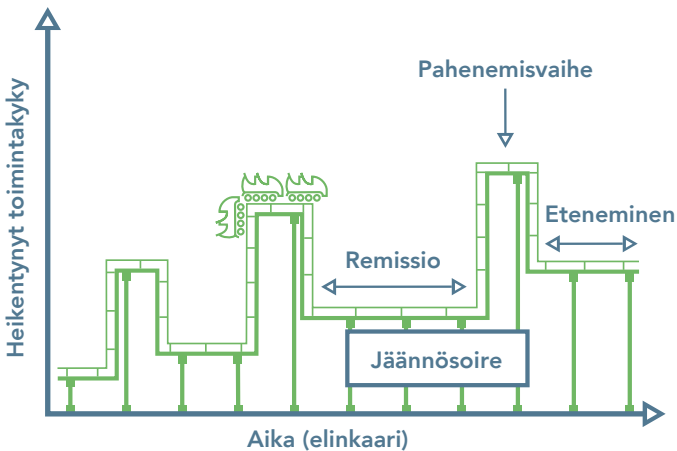 Pahenemisvaihe
Heikentynyt toimintakyky
Eteneminen
Remissio
Jäännösoire
Aika (elinkaari)